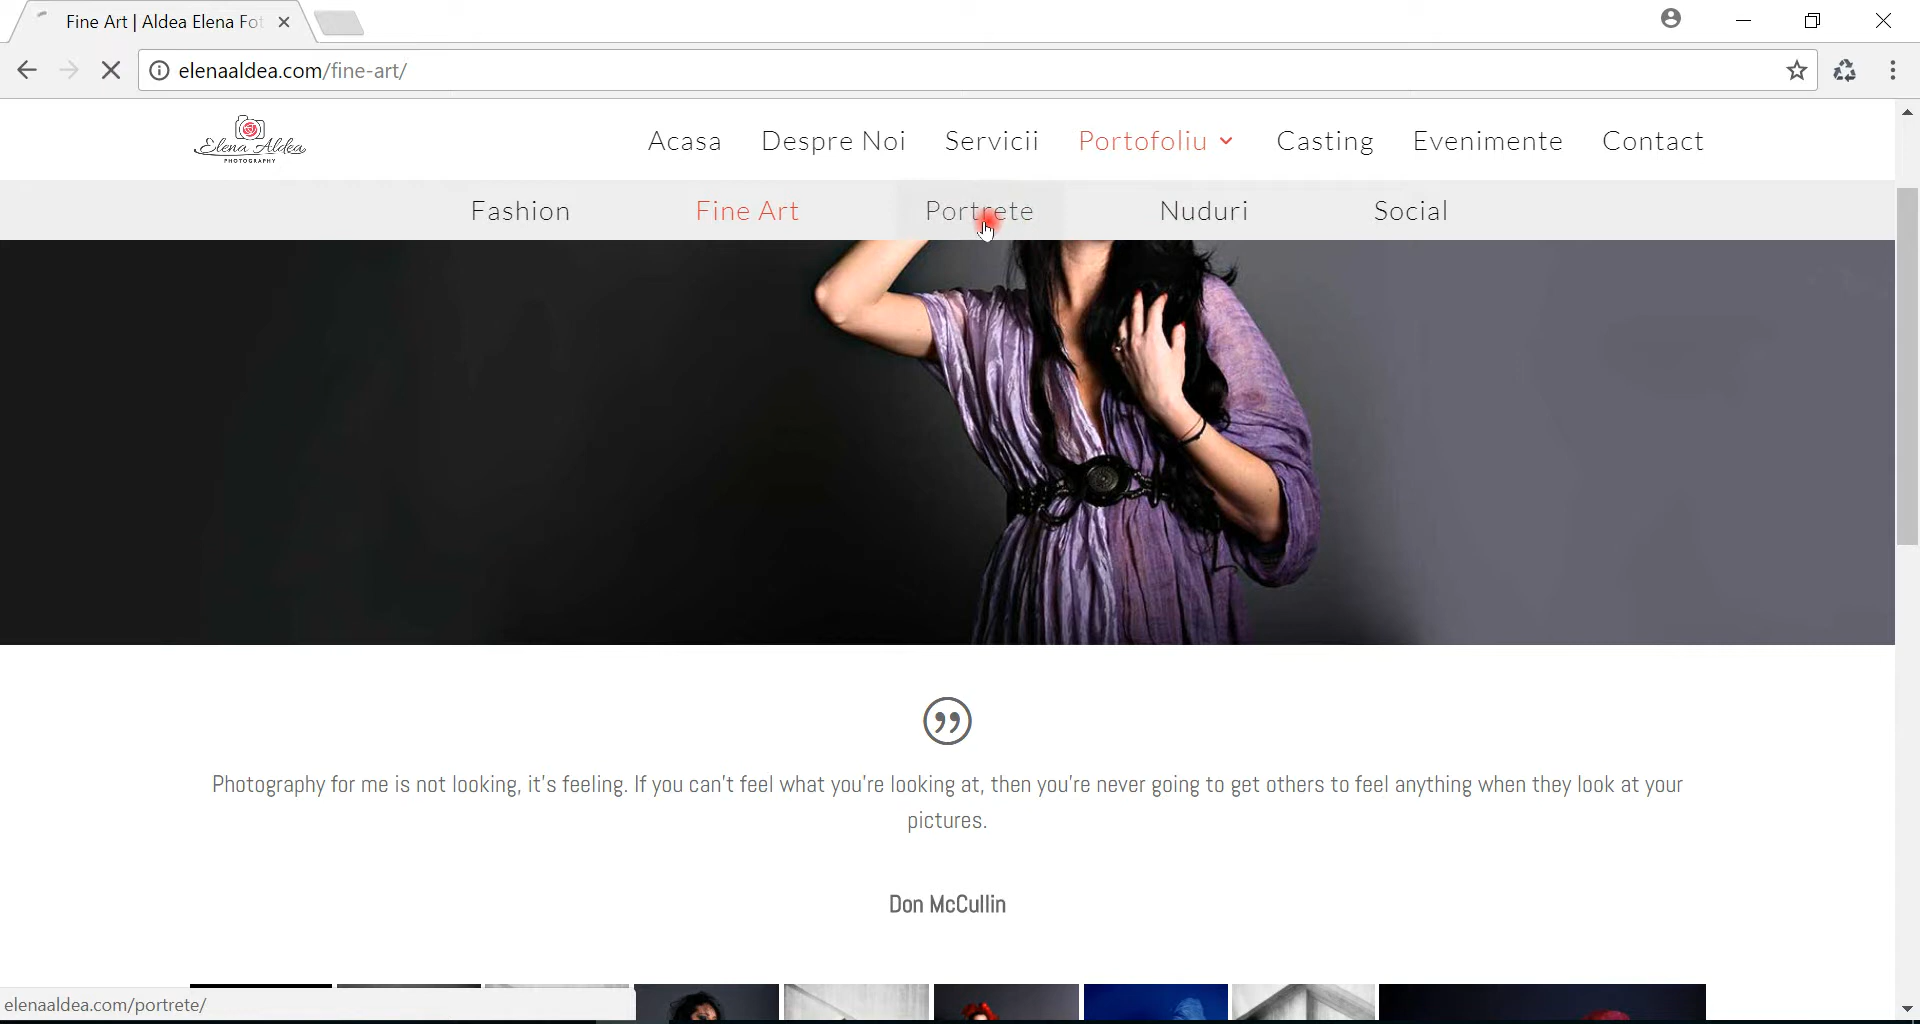 Fine Art | Aldea Elena Fot
elenaaldea.com/fine-art/
Elena Aldea
PHOTOGRAPHY
Acasa Despre Noi Servicii Portofoliu Casting Evenimente Contact
Fashion Fine Art Portrete Nuduri Social
Photography for me is not looking, it's feeling. If you can't feel what you're looking at, then you're never going to get others to feel anything when they look at your
pictures.
Don McCullin
elenaaldea.com/portrete/